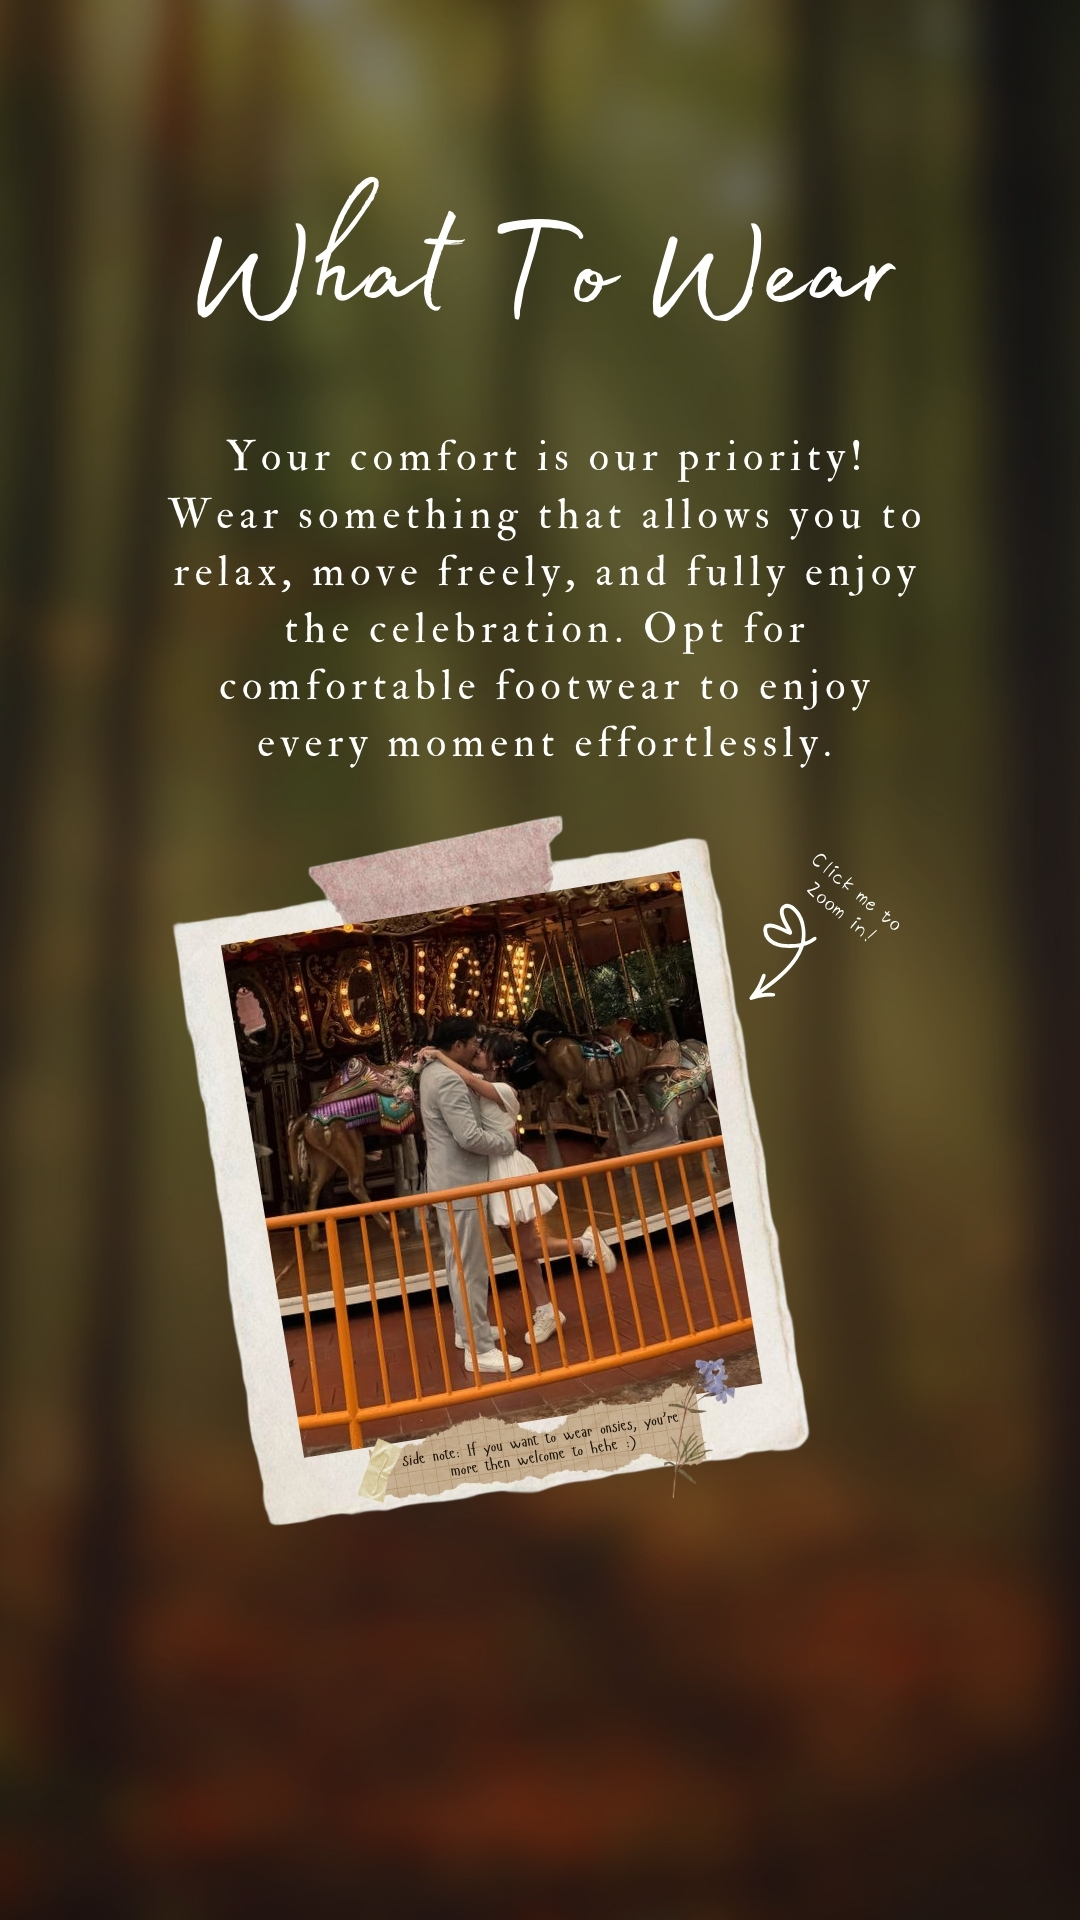 What To Wear
Your comfort is our priority!
Wear something that allows you to
relax, move freely, and fully enjoy
the celebration. Opt for
comfortable footwear to enjoy
every moment effortlessly.
Click me to
Zoom in!
Side note: If you want to wear onsies, you're
more then welcome to hehe :)